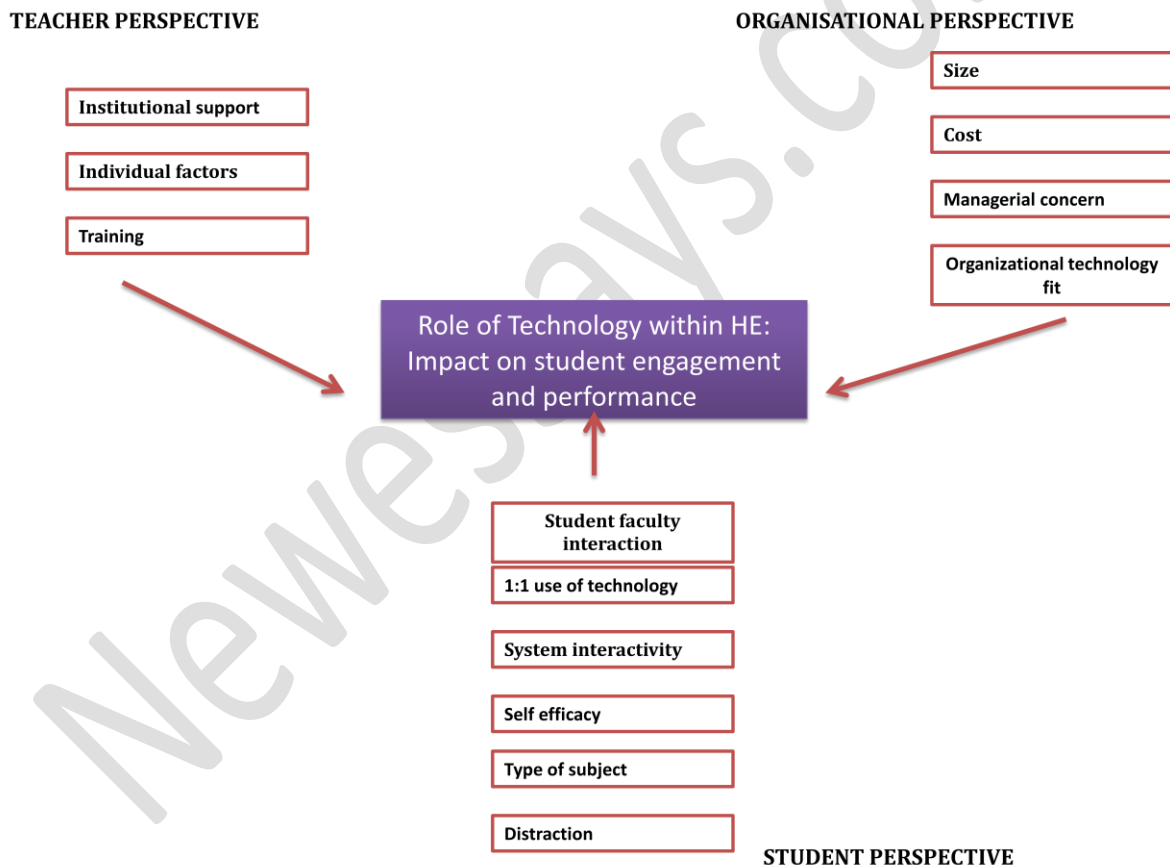 TEACHER PERSPECTIVE
ORGANISATIONAL PERSPECTIVE
Institutional support
Individual factors
Training
Size
Cost
Managerial concern
Organizational technology
fit
Role of Technology within HE:
Impact on student engagement
and performance
Student faculty
interaction
1:1 use of technology
System interactivity
Self efficacy
Type of subject
Distraction
STUDENT PERSPECTIVE
Newessays.co.